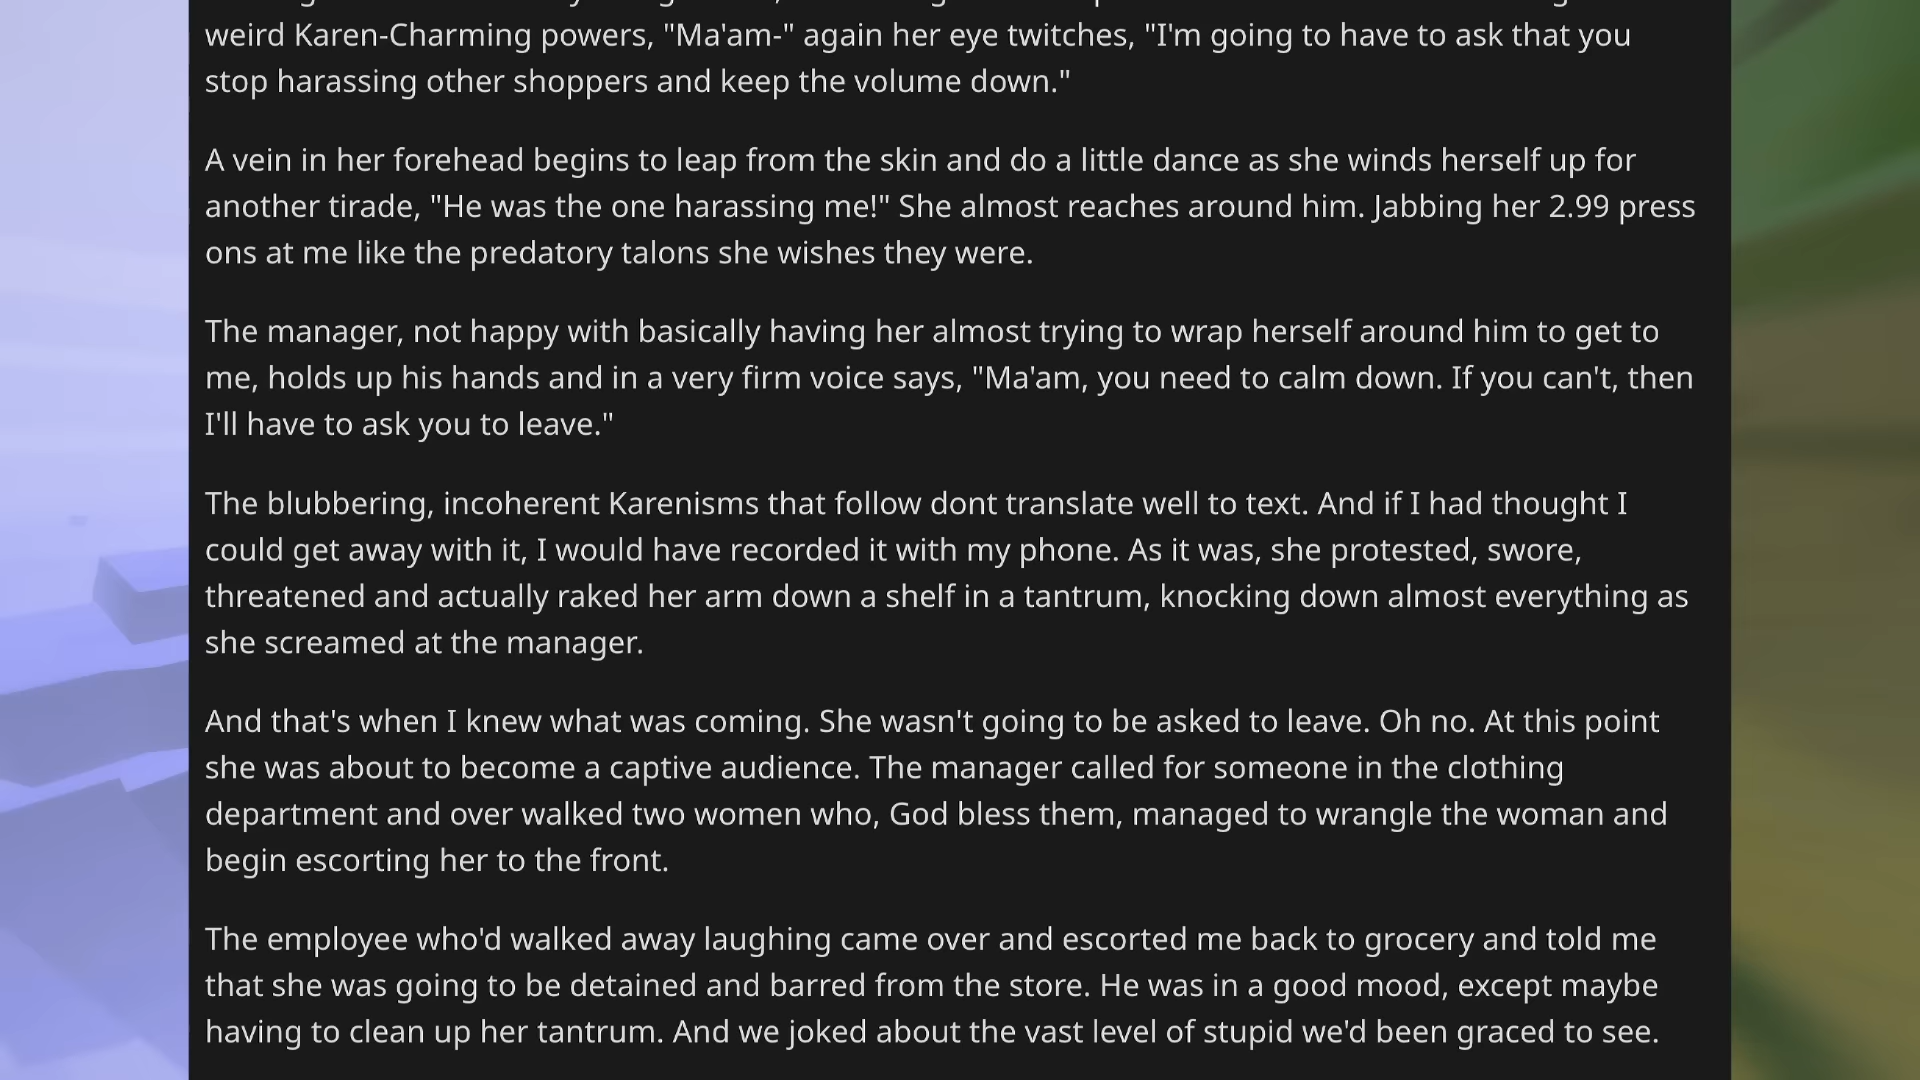 weird Karen-Charming powers, "Ma'am-" again her eye twitches, "I'm going to have to ask that you
stop harassing other shoppers and keep the volume down."
A vein in her forehead begins to leap from the skin and do a little dance as she winds herself up for
another tirade, "He was the one harassing me!" She almost reaches around him. Jabbing her 2.99 press
ons at me like the predatory talons she wishes they were.
The manager, not happy with basically having her almost trying to wrap herself around him to get to
me, holds up his hands and in a very firm voice says, "Ma'am, you need to calm down. If you can't, then
I'll have to ask you to leave."
The blubbering, incoherent Karenisms that follow dont translate well to text. And if I had thought I
could get away with it, I would have recorded it with my phone. As it was, she protested, swore,
threatened and actually raked her arm down a shelf in a tantrum, knocking down almost everything as
she screamed at the manager.
And that's when I knew what was coming. She wasn't going to be asked to leave. Oh no. At this point
she was about to become a captive audience. The manager called for someone in the clothing
department and over walked two women who, God bless them, managed to wrangle the woman and
begin escorting her to the front.
The employee who'd walked away laughing came over and escorted me back to grocery and told me
that she was going to be detained and barred from the store. He was in a good mood, except maybe
having to clean up her tantrum. And we joked about the vast level of stupid we'd been graced to see.